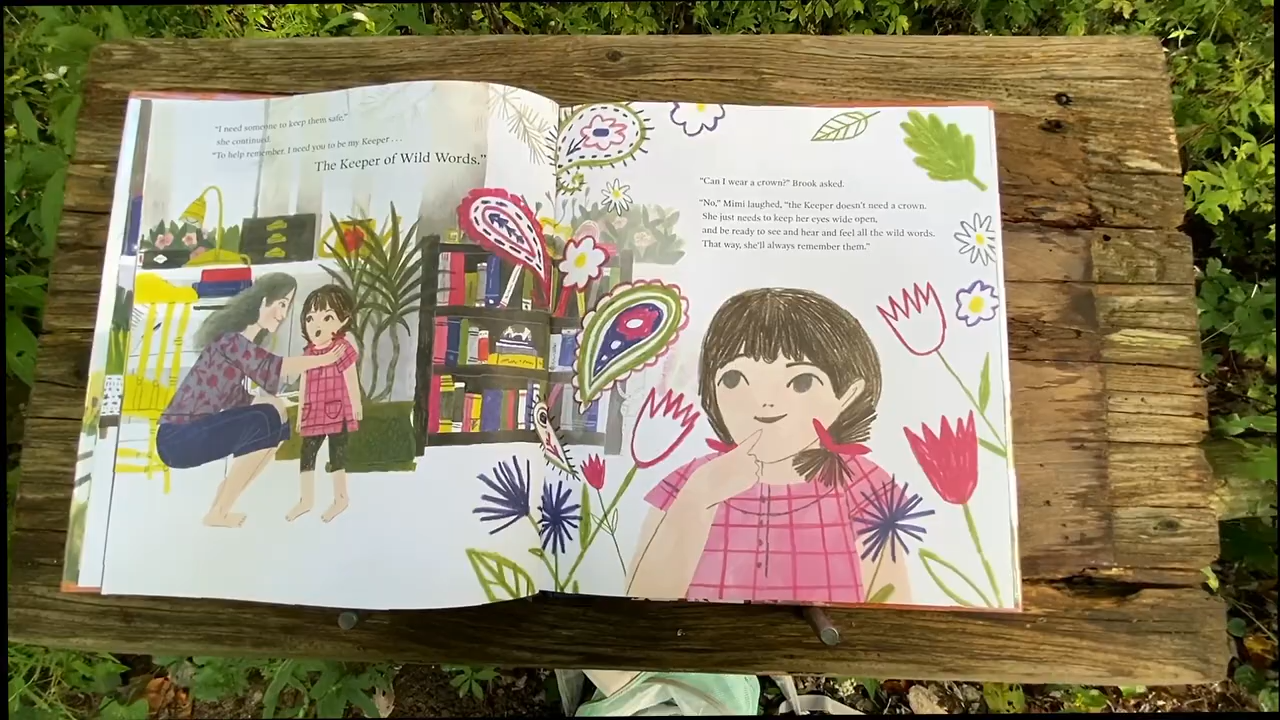 "I need someone to keep them safe,"
she continued.
"To help remember. I need you to be my Keeper . . .
The Keeper of Wild Words."
"Can I wear a crown?" Brook asked.
"No," Mimi laughed, "the Keeper doesn't need a crown.
She just needs to keep her eyes wide open,
and be ready to see and hear and feel all the wild words.
That way, she'll always remember them."